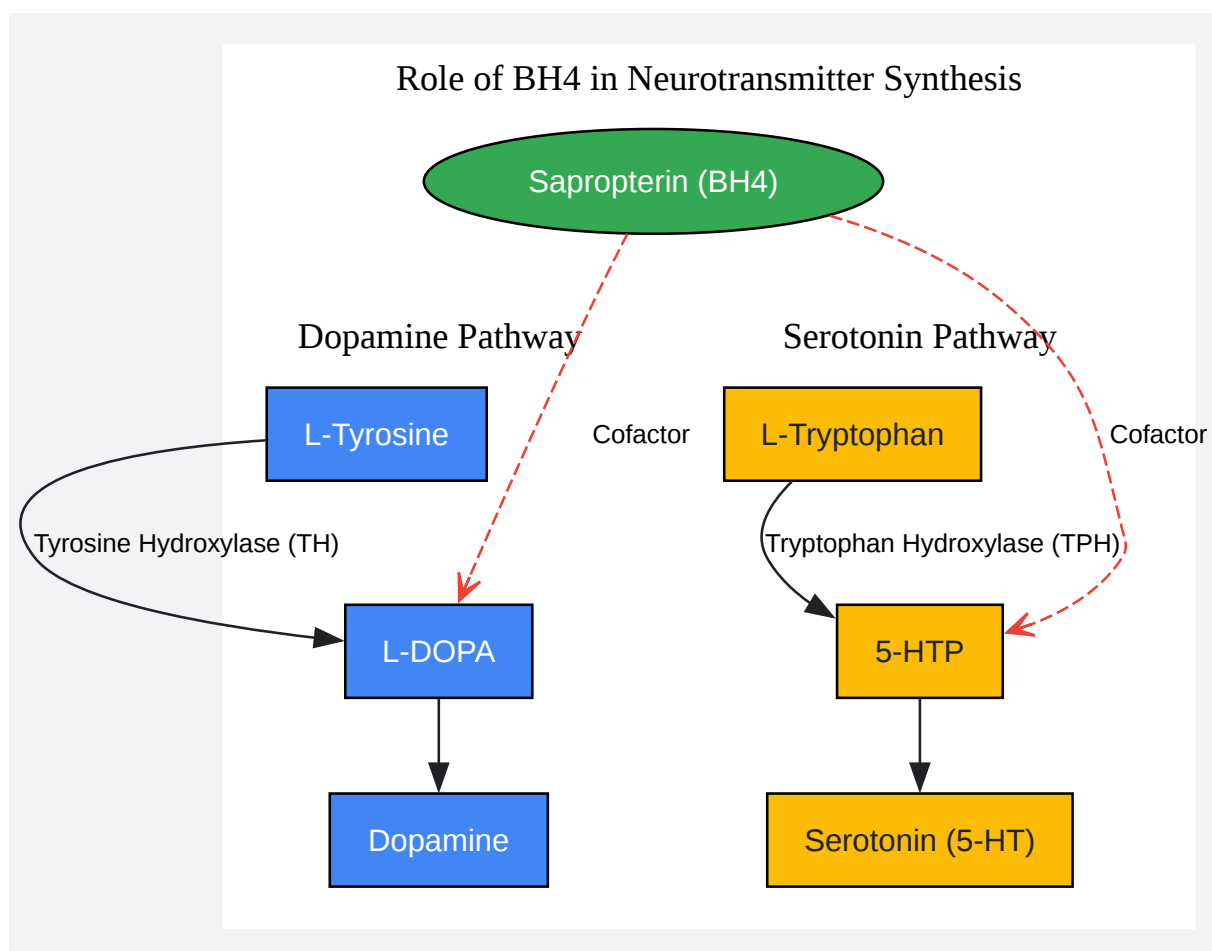 Role of BH4 in Neurotransmitter Synthesis
Sapropterin (BH4)
Dopamine Pathway
Serotonin Pathway
L-Tyrosine
Cofactor
L-Tryptophan
Cofactor
Tyrosine Hydroxylase (TH)
Tryptophan Hydroxylase (TPH)
L-DOPA
5-HTP
Dopamine
Serotonin (5-HT)